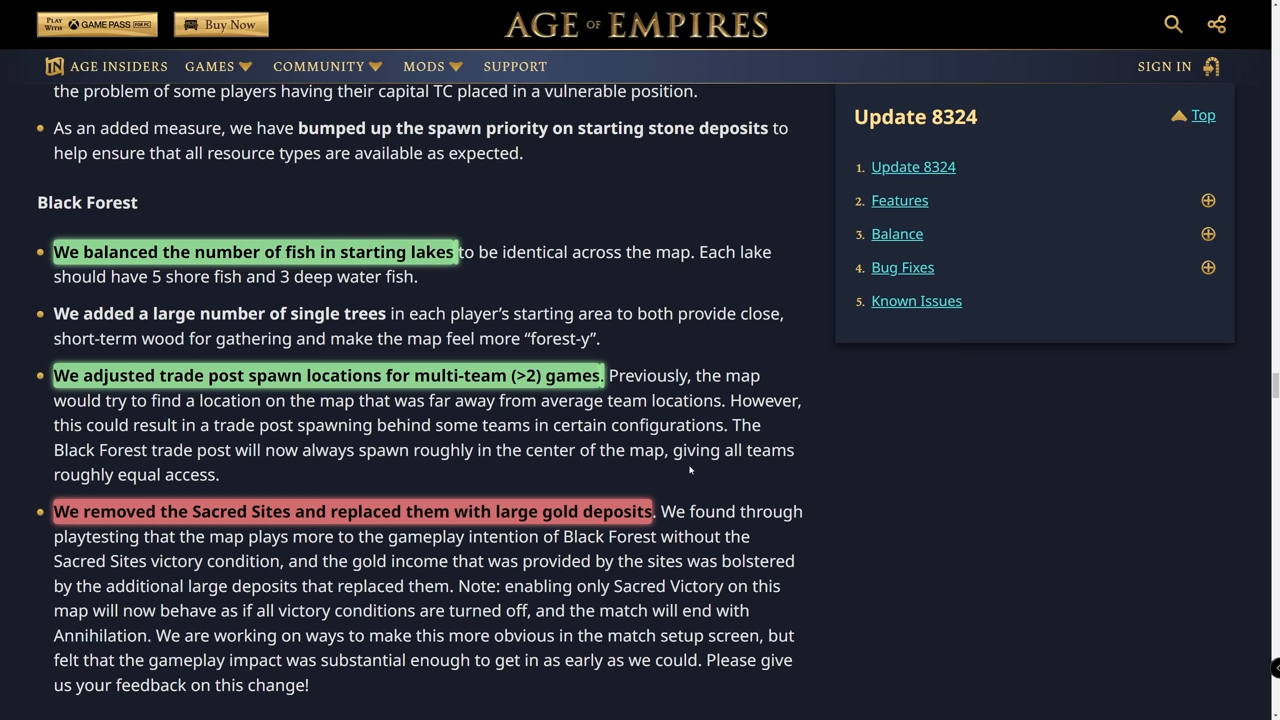 PLAY WITH XBOX GAME PASS FOR PC
Buy Now
AGE OF EMPIRES
AGE INSIDERS GAMES COMMUNITY MODS SUPPORT SIGN IN
the problem of some players having their capital TC placed in a vulnerable position.
As an added measure, we have bumped up the spawn priority on starting stone deposits to
help ensure that all resource types are available as expected.
Black Forest
We balanced the number of fish in starting lakes to be identical across the map. Each lake
should have 5 shore fish and 3 deep water fish.
We added a large number of single trees in each player’s starting area to both provide close,
short-term wood for gathering and make the map feel more “forest-y”.
We adjusted trade post spawn locations for multi-team (>2) games. Previously, the map
would try to find a location on the map that was far away from average team locations. However,
this could result in a trade post spawning behind some teams in certain configurations. The
Black Forest trade post will now always spawn roughly in the center of the map, giving all teams
roughly equal access.
We removed the Sacred Sites and replaced them with large gold deposits. We found through
playtesting that the map plays more to the gameplay intention of Black Forest without the
Sacred Sites victory condition, and the gold income that was provided by the sites was bolstered
by the additional large deposits that replaced them. Note: enabling only Sacred Victory on this
map will now behave as if all victory conditions are turned off, and the match will end with
Annihilation. We are working on ways to make this more obvious in the match setup screen, but
felt that the gameplay impact was substantial enough to get in as early as we could. Please give
us your feedback on this change!
Update 8324
Top
1. Update 8324
2. Features
3. Balance
4. Bug Fixes
5. Known Issues